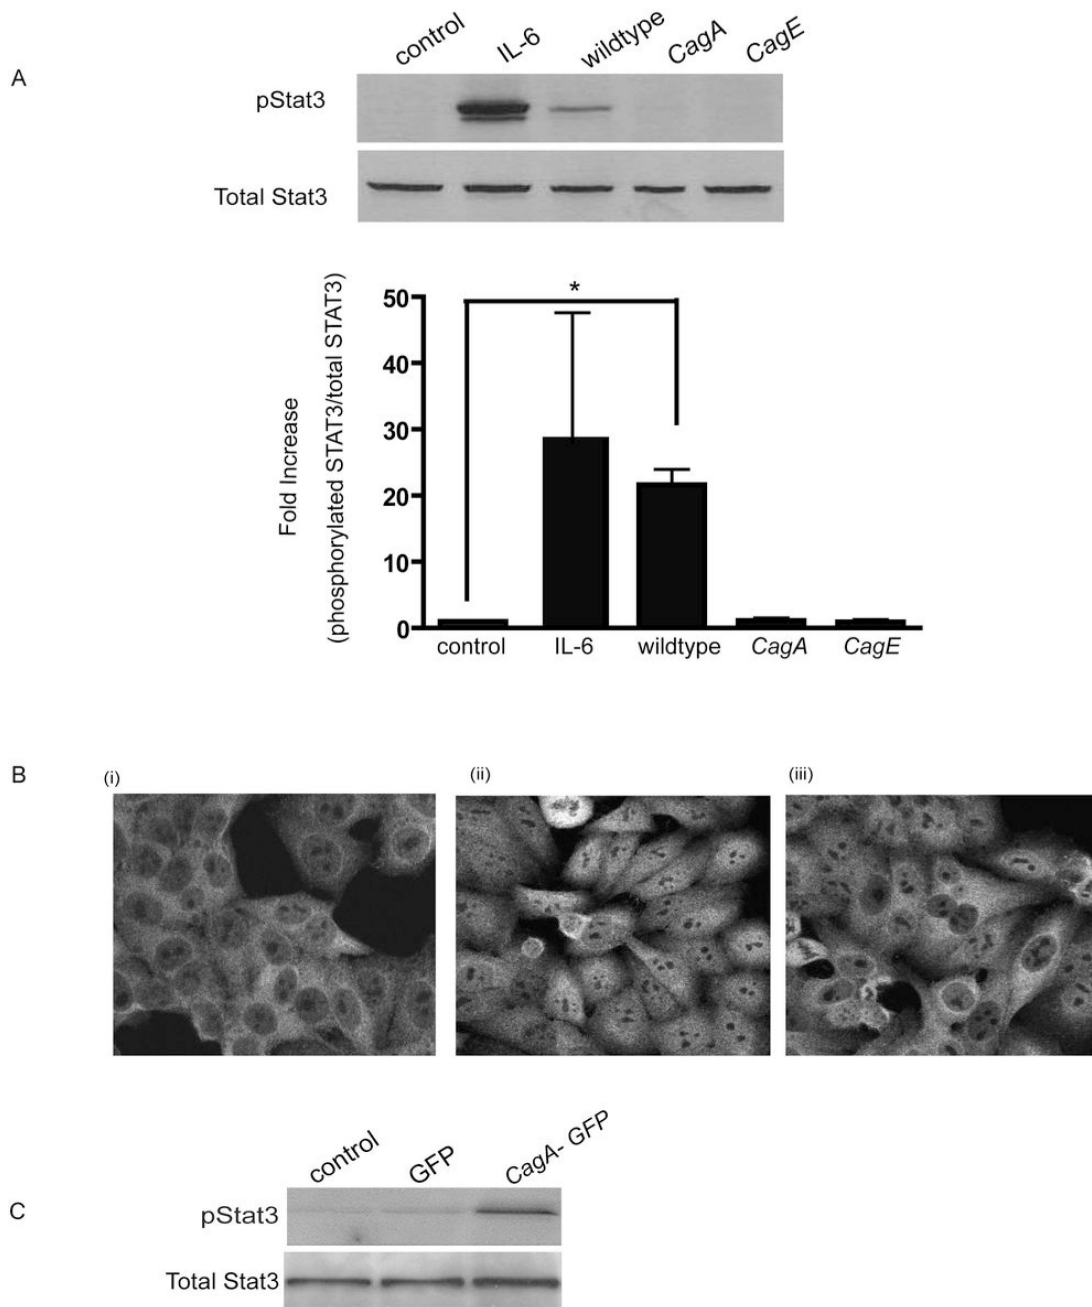 A
control IL-6 wildtype CagA CagE
pStat3
Total Stat3
Fold Increase
(phosphorylated STAT3/total STAT3)
*
50
40
30
20
10
0
control IL-6 wildtype CagA CagE
B
(i) (ii) (iii)
C
control GFP CagA- GFP
pStat3
Total Stat3